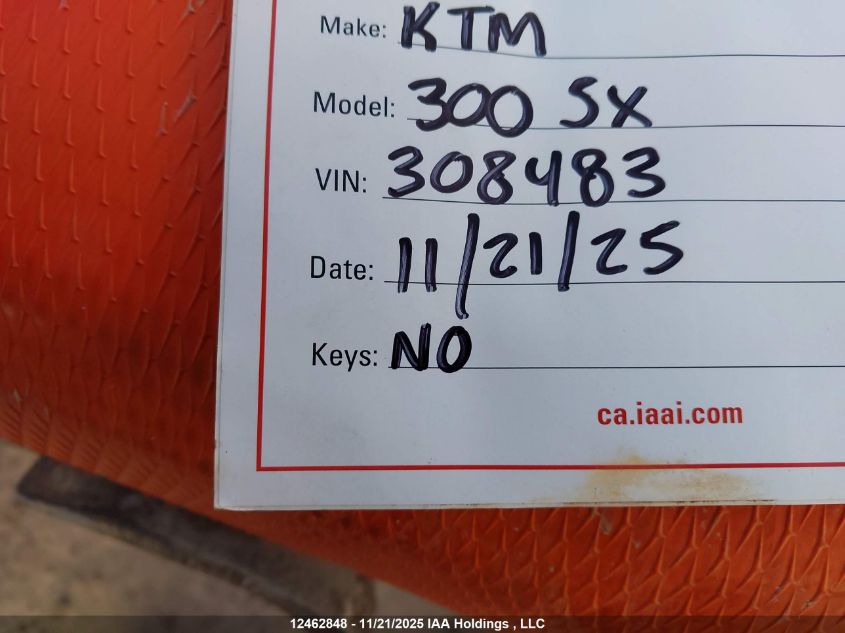 Make: KTM
Model: 300 SX
VIN: 308483
Date: 11/21/25
Keys: NO
ca.iaai.com
12462848 - 11/21/2025 IAA Holdings , LLC